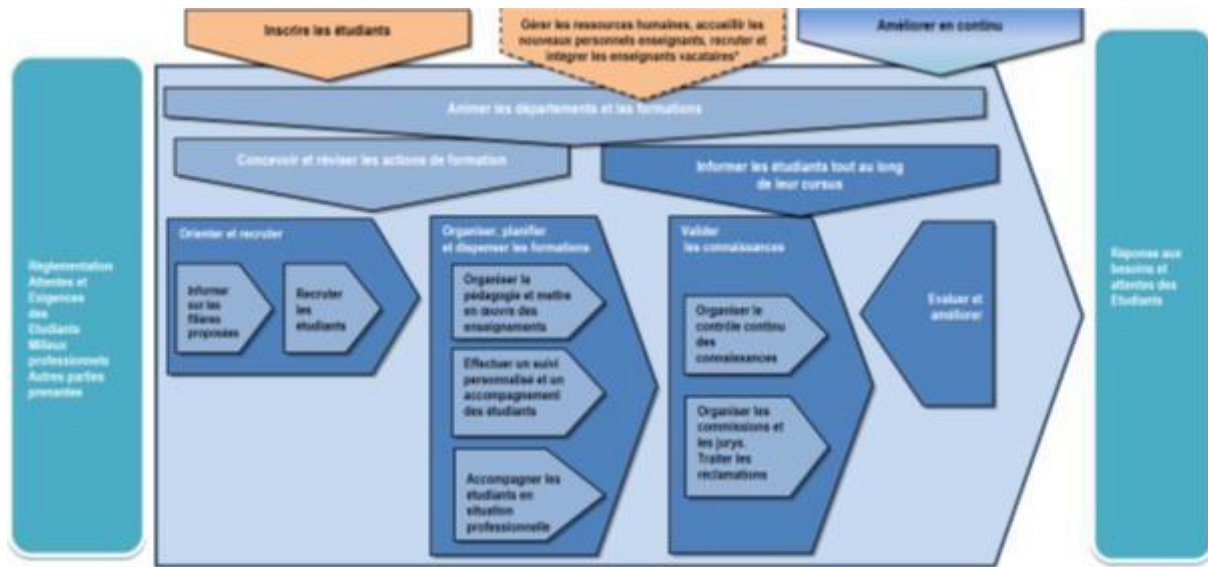 Inscrire les étudiants
Gérer les ressources humaines, accueillir les
nouveaux personnels enseignants, recruter et
intégrer les enseignants vacataires*
Améliorer en continu
Animer les départements et les formations
Concevoir et réviser les actions de formation
Informer les étudiants tout au long
de leur cursus
Réglementation
Attentes et
Exigences
des
Etudiants
Milieux
professionnels
Autres parties
prenantes
Orienter et recruter
Informer
sur les
filières
proposées
Recruter
les
étudiants
Organiser, planifier
et dispenser les formations
Organiser la
pédagogie et mettre
en œuvre des
enseignements
Effectuer un suivi
personnalisé et un
accompagnement
des étudiants
Accompagner les
étudiants en
situation
professionnelle
Valider
les connaissances
Organiser le
contrôle continu
des
connaissances
Organiser les
commissions et
les jurys.
Traiter les
réclamations
Evaluer et
améliorer
Réponse aux
besoins et
attentes des
Etudiants